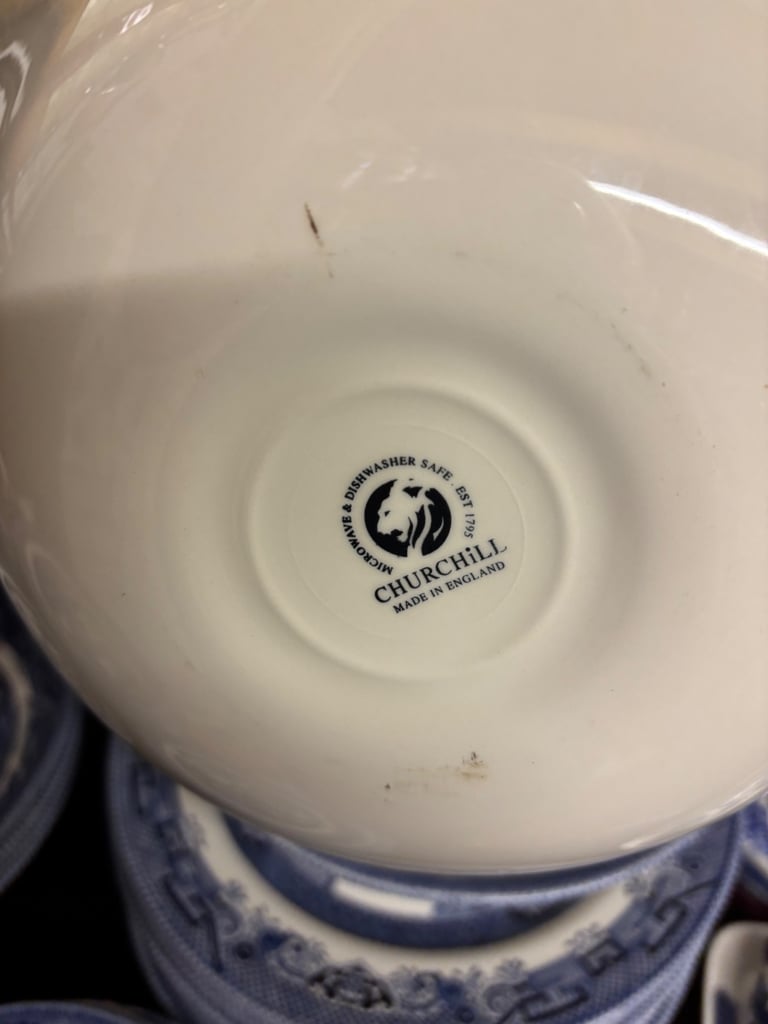 MICROWAVE & DISHWASHER SAFE . EST 1795
CHURCHiLL
MADE IN ENGLAND